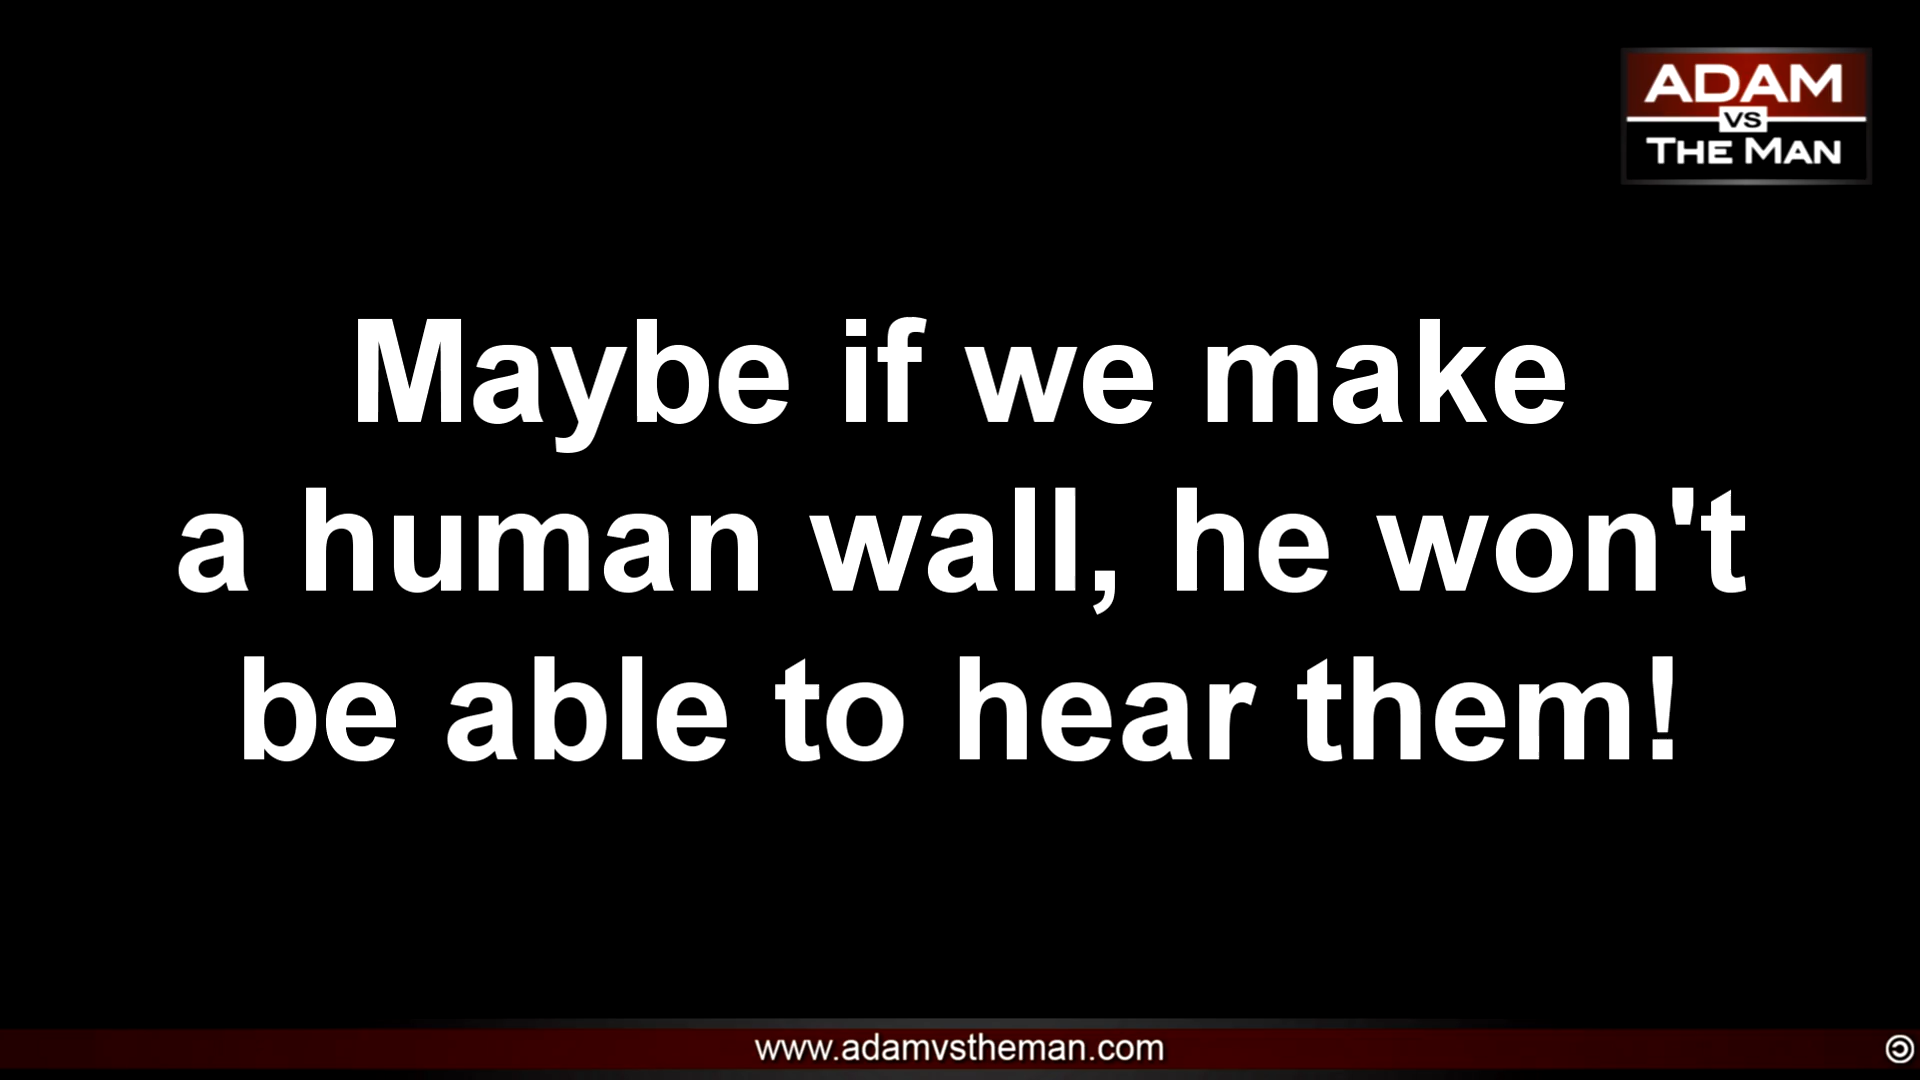 ADAM
VS
THE MAN
Maybe if we make
a human wall, he won't
be able to hear them!
www.adamvstheman.com